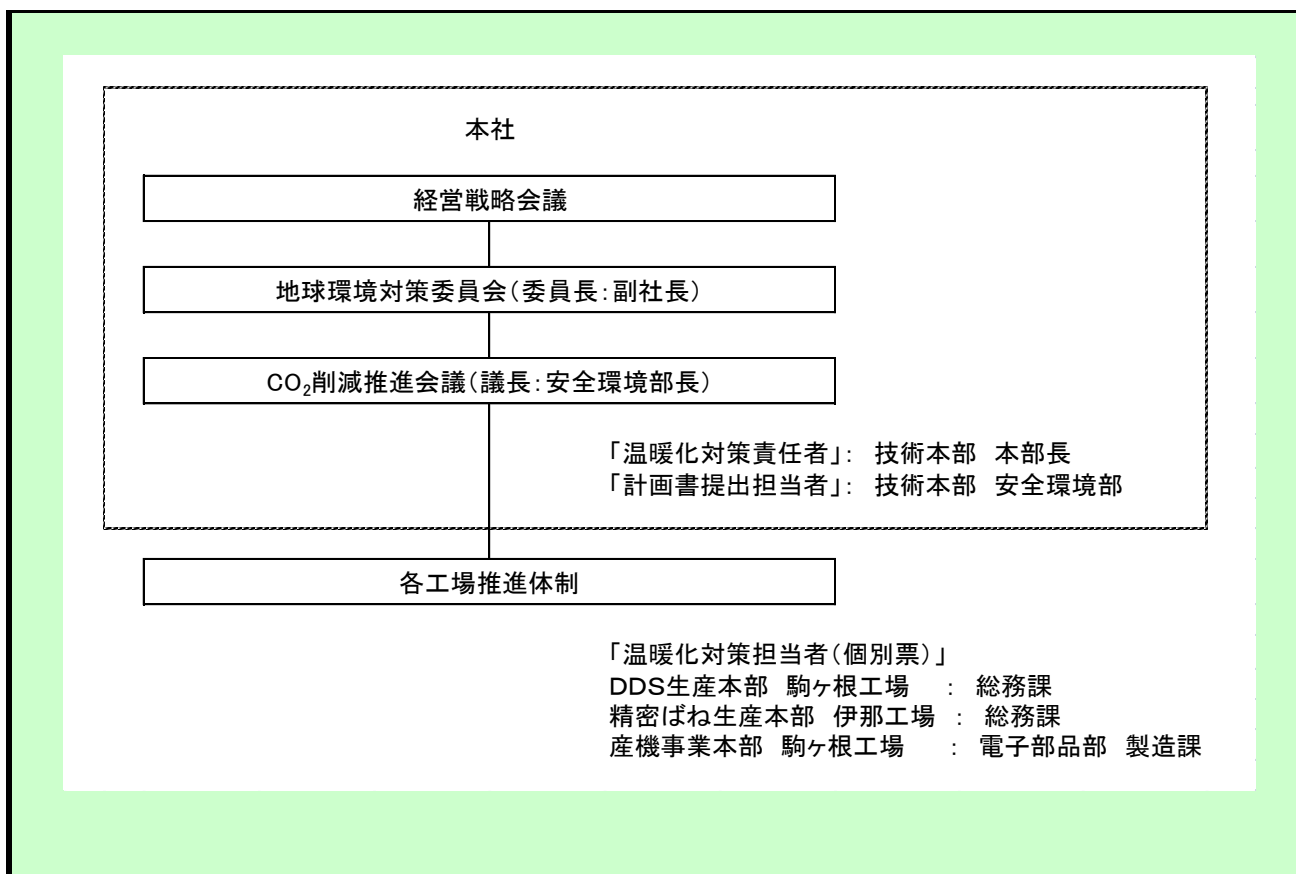 本社
経営戦略会議
地球環境対策委員会(委員長:副社長)
CO₂削減推進会議(議長:安全環境部長)
「温暖化対策責任者」: 技術本部 本部長
「計画書提出担当者」: 技術本部 安全環境部
各工場推進体制
「温暖化対策担当者(個別票)」
DDS生産本部 駒ヶ根工場 : 総務課
精密ばね生産本部 伊那工場 : 総務課
産機事業本部 駒ヶ根工場 : 電子部品部 製造課